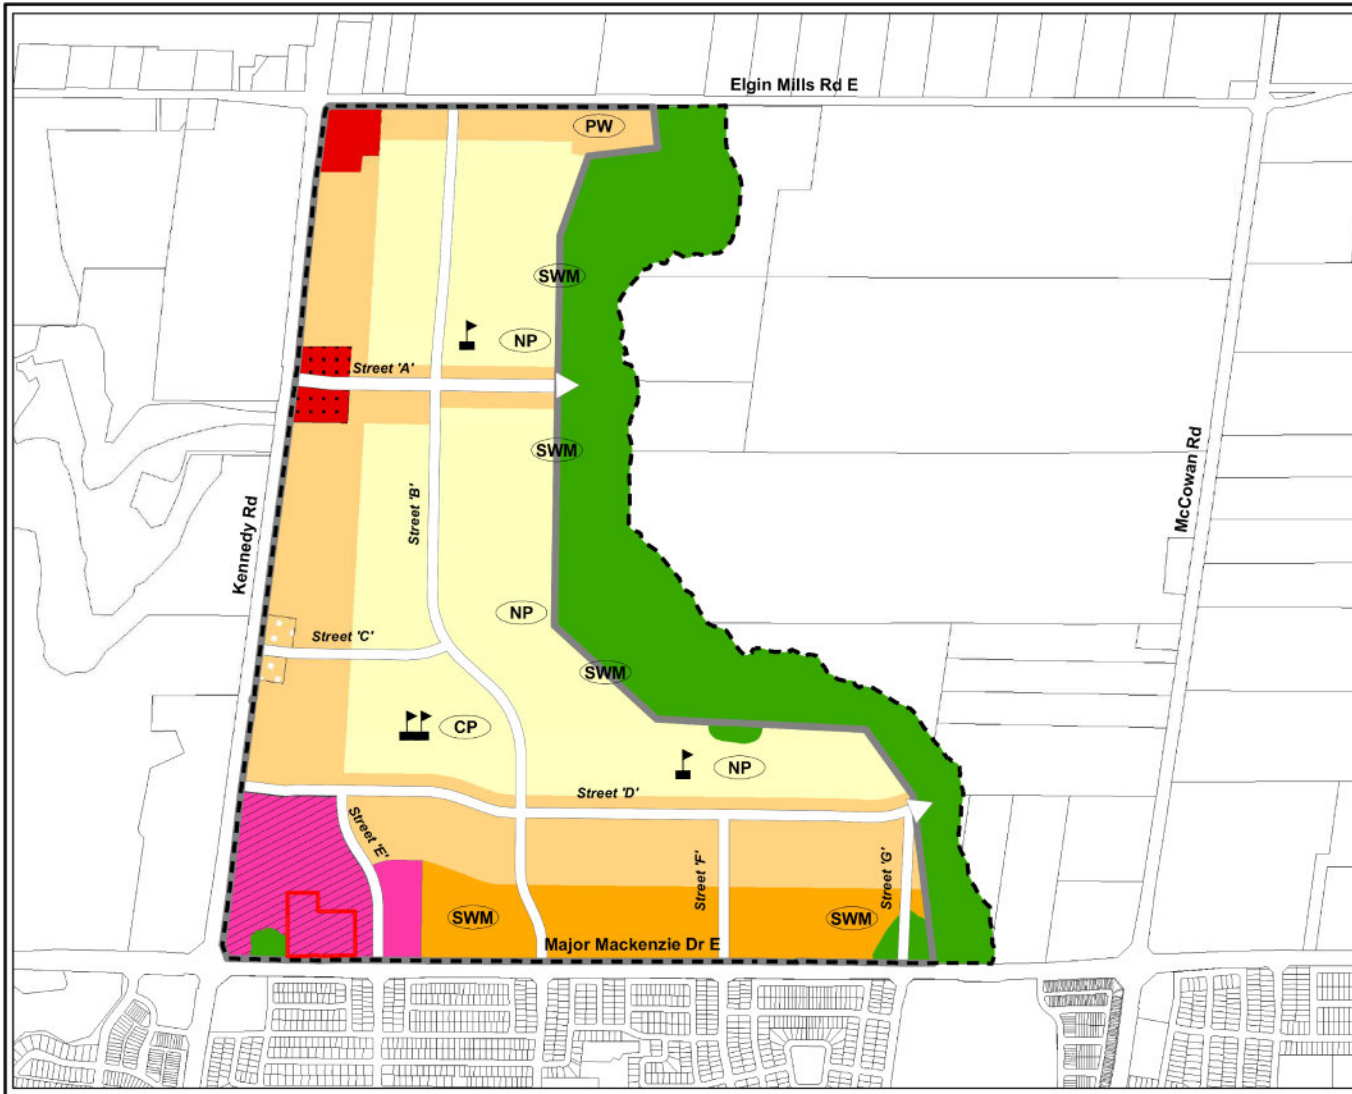 Elgin Mills Rd E
PW
SWM
NP
Street 'A'
SWM
McCowan Rd
Street 'B'
Kennedy Rd
NP
Street 'C'
SWM
CP
NP
Street 'D'
Street 'E'
Street 'F'
Street 'G'
SWM
SWM
Major Mackenzie Dr E